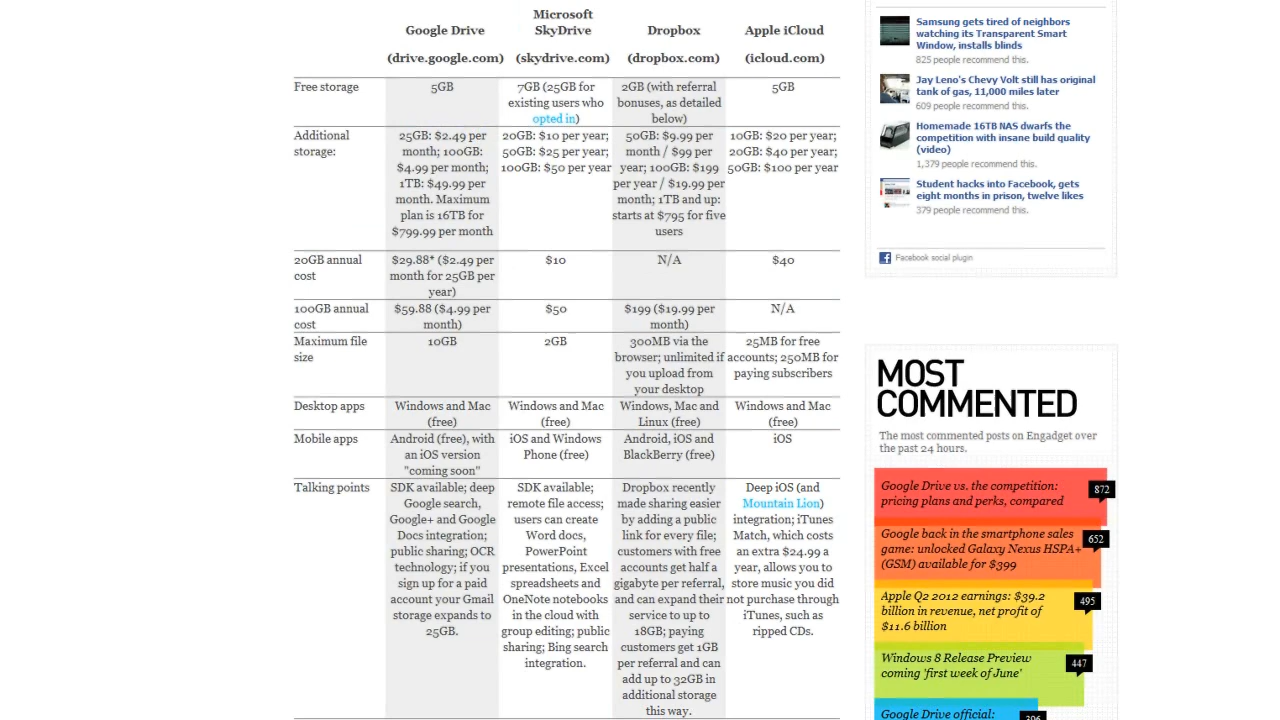 Google Drive
(drive.google.com)
Microsoft
SkyDrive
(skydrive.com)
Dropbox
(dropbox.com)
Apple iCloud
(icloud.com)
Free storage
5GB
7GB (25GB for
existing users who
opted in)
2GB (with referral
bonuses, as detailed
below)
5GB
Additional
storage:
25GB: $2.49 per
month; 100GB:
$4.99 per month;
1TB: $49.99 per
month. Maximum
plan is 16TB for
$799.99 per month
20GB: $10 per year;
50GB: $25 per year;
100GB: $50 per year
50GB: $9.99 per
month / $99 per
year; 100GB: $199
per year / $19.99 per
month; 1TB and up:
starts at $795 for five
users
10GB: $20 per year;
20GB: $40 per year;
50GB: $100 per year
20GB annual
cost
$29.88* ($2.49 per
month for 25GB per
year)
$10
N/A
$40
100GB annual
cost
$59.88 ($4.99 per
month)
$50
$199 ($19.99 per
month)
N/A
Maximum file
size
10GB
2GB
300MB via the
browser; unlimited if
you upload from
your desktop
25MB for free
accounts; 250MB for
paying subscribers
Desktop apps
Windows and Mac
(free)
Windows and Mac
(free)
Windows, Mac and
Linux (free)
Windows and Mac
(free)
Mobile apps
Android (free), with
an iOS version
"coming soon"
iOS and Windows
Phone (free)
Android, iOS and
BlackBerry (free)
iOS
Talking points
SDK available; deep
Google search,
Google+ and Google
Docs integration;
public sharing; OCR
technology; if you
sign up for a paid
account your Gmail
storage expands to
25GB.
SDK available;
remote file access;
users can create
Word docs,
PowerPoint
presentations, Excel
spreadsheets and
OneNote notebooks
in the cloud with
group editing; public
sharing; Bing search
integration.
Dropbox recently
made sharing easier
by adding a public
link for every file;
customers with free
accounts get half a
gigabyte per referral,
and can expand their
service to up to
18GB; paying
customers get 1GB
per referral and can
add up to 32GB in
additional storage
this way.
Deep iOS (and
Mountain Lion)
integration; iTunes
Match, which costs
an extra $24.99 a
year, allows you to
store music you did
not purchase through
iTunes, such as
ripped CDs.
Samsung gets tired of neighbors
watching its Transparent Smart
Window, installs blinds
825 people recommend this.
Jay Leno's Chevy Volt still has original
tank of gas, 11,000 miles later
609 people recommend this.
Homemade 16TB NAS dwarfs the
competition with insane build quality
(video)
1,379 people recommend this.
Student hacks into Facebook, gets
eight months in prison, twelve likes
379 people recommend this.
Facebook social plugin
MOST
COMMENTED
The most commented posts on Engadget over
the past 24 hours.
Google Drive vs. the competition:
pricing plans and perks, compared
872
Google back in the smartphone sales
game: unlocked Galaxy Nexus HSPA+
(GSM) available for $399
652
Apple Q2 2012 earnings: $39.2
billion in revenue, net profit of
$11.6 billion
495
Windows 8 Release Preview
coming 'first week of June'
447
Google Drive official: